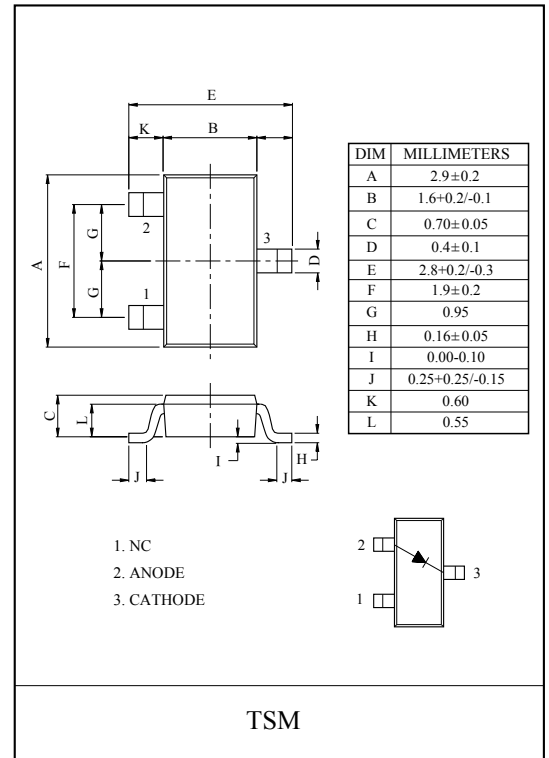 E
K B
A
F
G
G
2
1
3
D
DIM MILLIMETERS
A 2.9±0.2
B 1.6+0.2/-0.1
C 0.70±0.05
D 0.4±0.1
E 2.8+0.2/-0.3
F 1.9±0.2
G 0.95
H 0.16±0.05
I 0.00-0.10
J 0.25+0.25/-0.15
K 0.60
L 0.55
C
L
I
H
J J
1. NC
2. ANODE
3. CATHODE
2
3
1
TSM